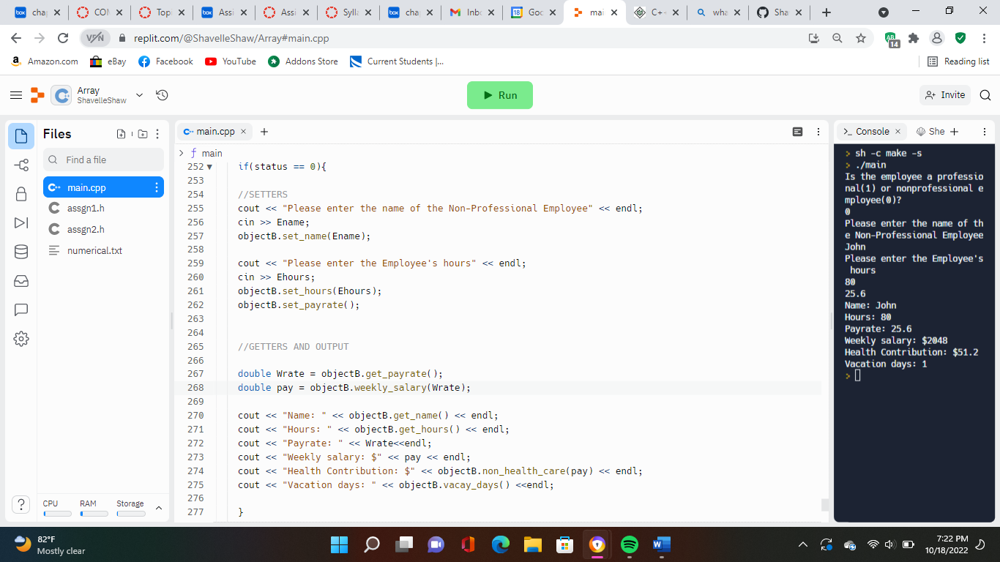 chap
COM
Topi
Assi
Assi
Sylla
chap
Inbo
18 Goo
mai
C++
wha
Sha
VPN
replit.com/@ShavelleShaw/Array#main.cpp
14
Amazon.com
eBay
Facebook
YouTube
Addons Store
Current Students |...
Reading list
Array
ShavelleShaw
Run
Invite
Files
Find a file
main.cpp
assgn1.h
assgn2.h
numerical.txt
CPU
RAM
Storage
main.cpp
main
252 if(status == 0){
253
254 //SETTERS
255 cout << "Please enter the name of the Non-Professional Employee" << endl;
256 cin >> Ename;
257 objectB.set_name(Ename);
258
259 cout << "Please enter the Employee's hours" << endl;
260 cin >> Ehours;
261 objectB.set_hours(Ehours);
262 objectB.set_payrate();
263
264
265 //GETTERS AND OUTPUT
266
267 double Wrate = objectB.get_payrate();
268 double pay = objectB.weekly_salary(Wrate);
269
270 cout << "Name: " << objectB.get_name() << endl;
271 cout << "Hours: " << objectB.get_hours() << endl;
272 cout << "Payrate: " << Wrate<<endl;
273 cout << "Weekly salary: $" << pay << endl;
274 cout << "Health Contribution: $" << objectB.non_health_care(pay) << endl;
275 cout << "Vacation days: " << objectB.vacay_days() <<endl;
276
277 }
Console
She
> sh -c make -s
> ./main
Is the employee a professio
nal(1) or nonprofessional e
mployee(0)?
0
Please enter the name of th
e Non-Professional Employee
John
Please enter the Employee's
hours
80
25.6
Name: John
Hours: 80
Payrate: 25.6
Weekly salary: $2048
Health Contribution: $51.2
Vacation days: 1
>
82°F
Mostly clear
7:22 PM
10/18/2022